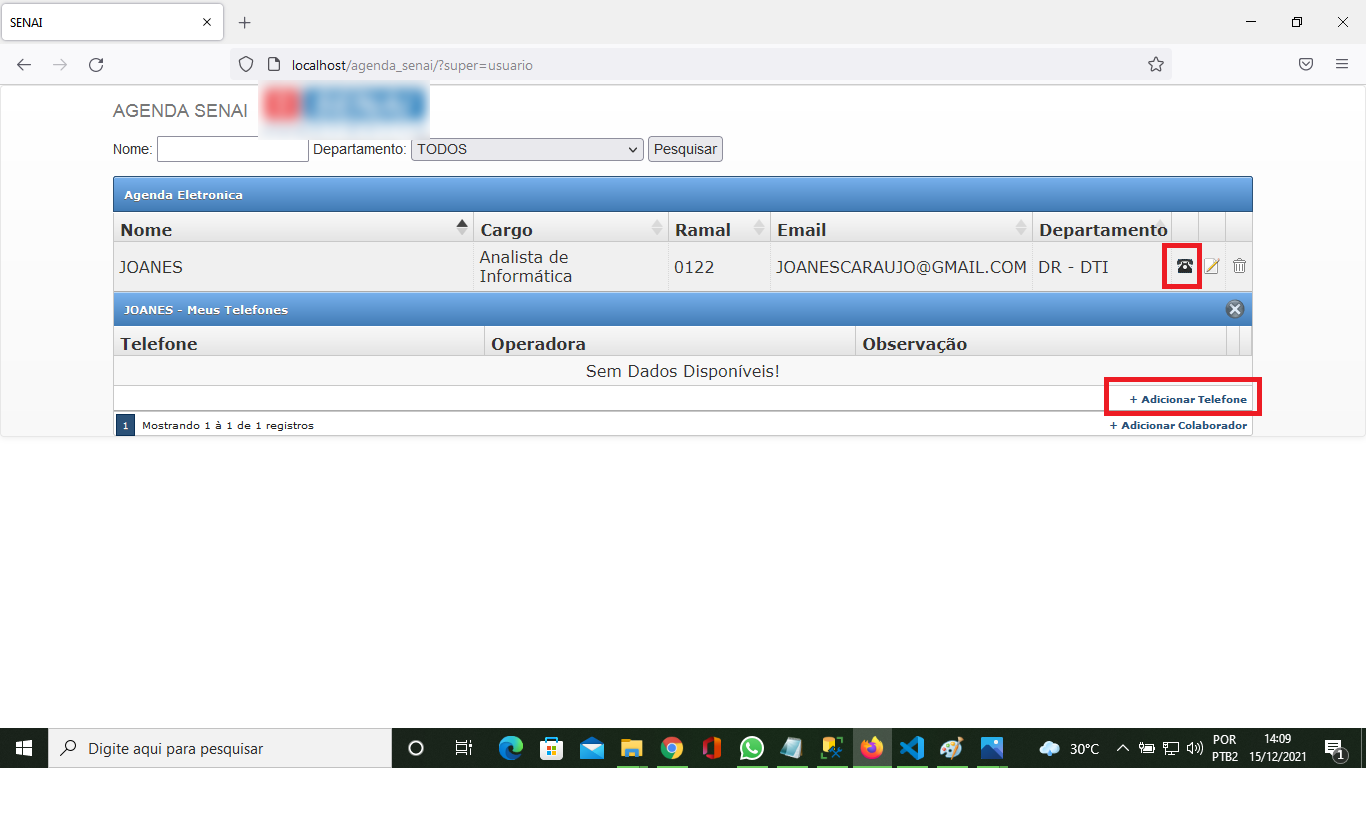 SENAI
localhost/agenda_senai/?super=usuario
AGENDA SENAI
Nome: Departamento: TODOS Pesquisar
Agenda Eletronica
Nome Cargo Ramal Email Departamento
JOANES Analista de Informática 0122 JOANESCARAUJO@GMAIL.COM DR - DTI
JOANES - Meus Telefones
Telefone Operadora Observação
Sem Dados Disponíveis!
+ Adicionar Telefone
1 Mostrando 1 à 1 de 1 registros + Adicionar Colaborador
Digite aqui para pesquisar
30°C
POR
PTB2
14:09
15/12/2021
1